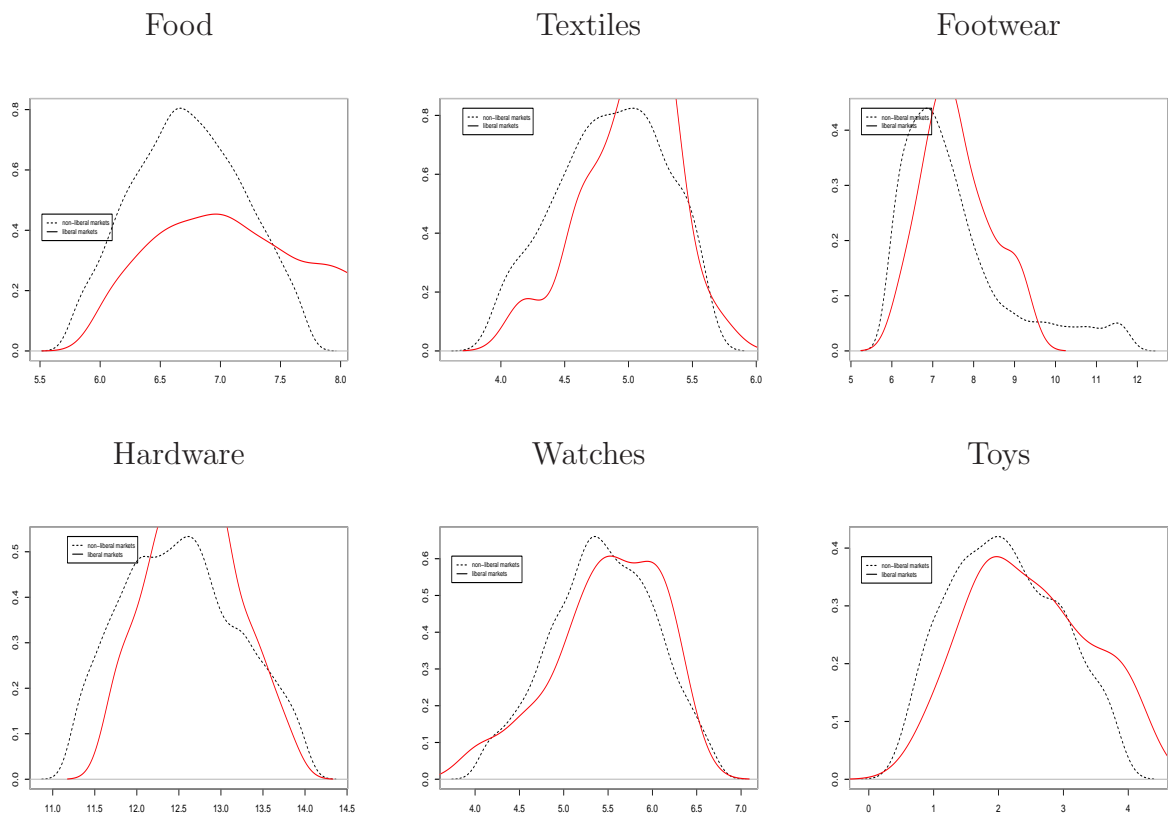 Food
Textiles
Footwear
0.0 0.2 0.4 0.6 0.8
non−liberal markets
liberal markets
5.5 6.0 6.5 7.0 7.5 8.0
0.0 0.2 0.4 0.6 0.8
non−liberal markets
liberal markets
4.0 4.5 5.0 5.5 6.0
0.0 0.1 0.2 0.3 0.4
non−liberal markets
liberal markets
5 6 7 8 9 10 11 12
Hardware
Watches
Toys
0.0 0.1 0.2 0.3 0.4 0.5
non−liberal markets
liberal markets
11.0 11.5 12.0 12.5 13.0 13.5 14.0 14.5
0.0 0.1 0.2 0.3 0.4 0.5 0.6
non−liberal markets
liberal markets
4.0 4.5 5.0 5.5 6.0 6.5 7.0
0.0 0.1 0.2 0.3 0.4
non−liberal markets
liberal markets
0 1 2 3 4